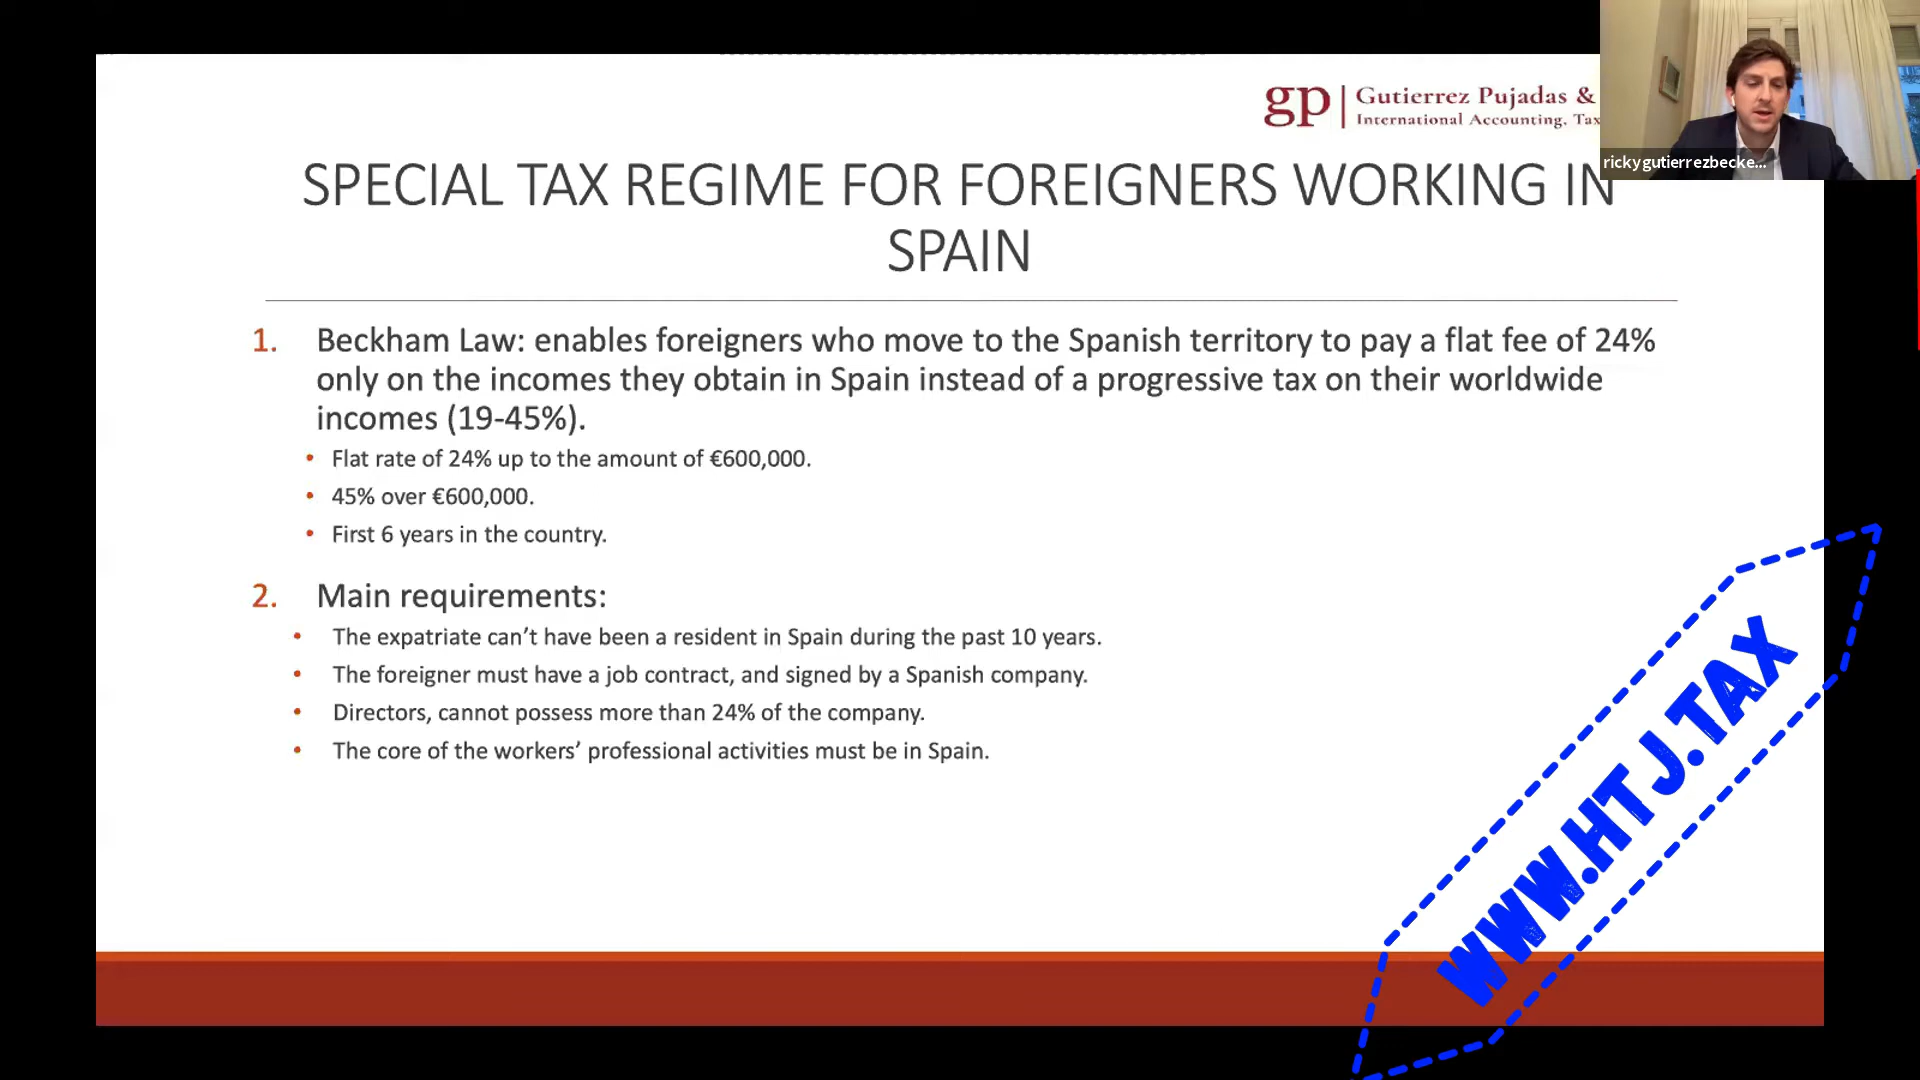 gp
Gutierrez Pujadas &
International Accounting. Tax
rickygutierrezbecke...
SPECIAL TAX REGIME FOR FOREIGNERS WORKING IN
SPAIN
1. Beckham Law: enables foreigners who move to the Spanish territory to pay a flat fee of 24%
only on the incomes they obtain in Spain instead of a progressive tax on their worldwide
incomes (19-45%).
• Flat rate of 24% up to the amount of €600,000.
• 45% over €600,000.
• First 6 years in the country.
2. Main requirements:
• The expatriate can’t have been a resident in Spain during the past 10 years.
• The foreigner must have a job contract, and signed by a Spanish company.
• Directors, cannot possess more than 24% of the company.
• The core of the workers’ professional activities must be in Spain.
WWW.HTJ.TAX